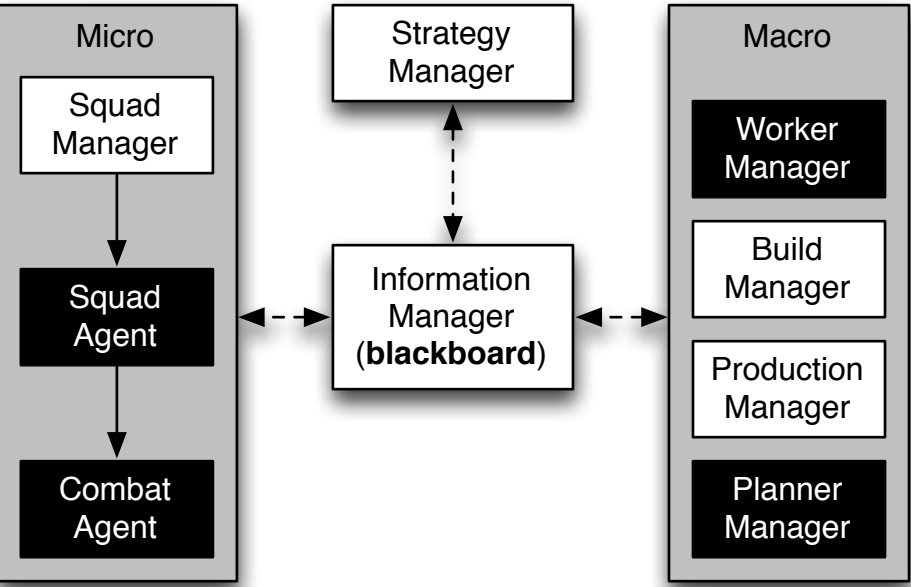 Micro
Squad
Manager
Squad
Agent
Combat
Agent
Strategy
Manager
Information
Manager
(blackboard)
Macro
Worker
Manager
Build
Manager
Production
Manager
Planner
Manager